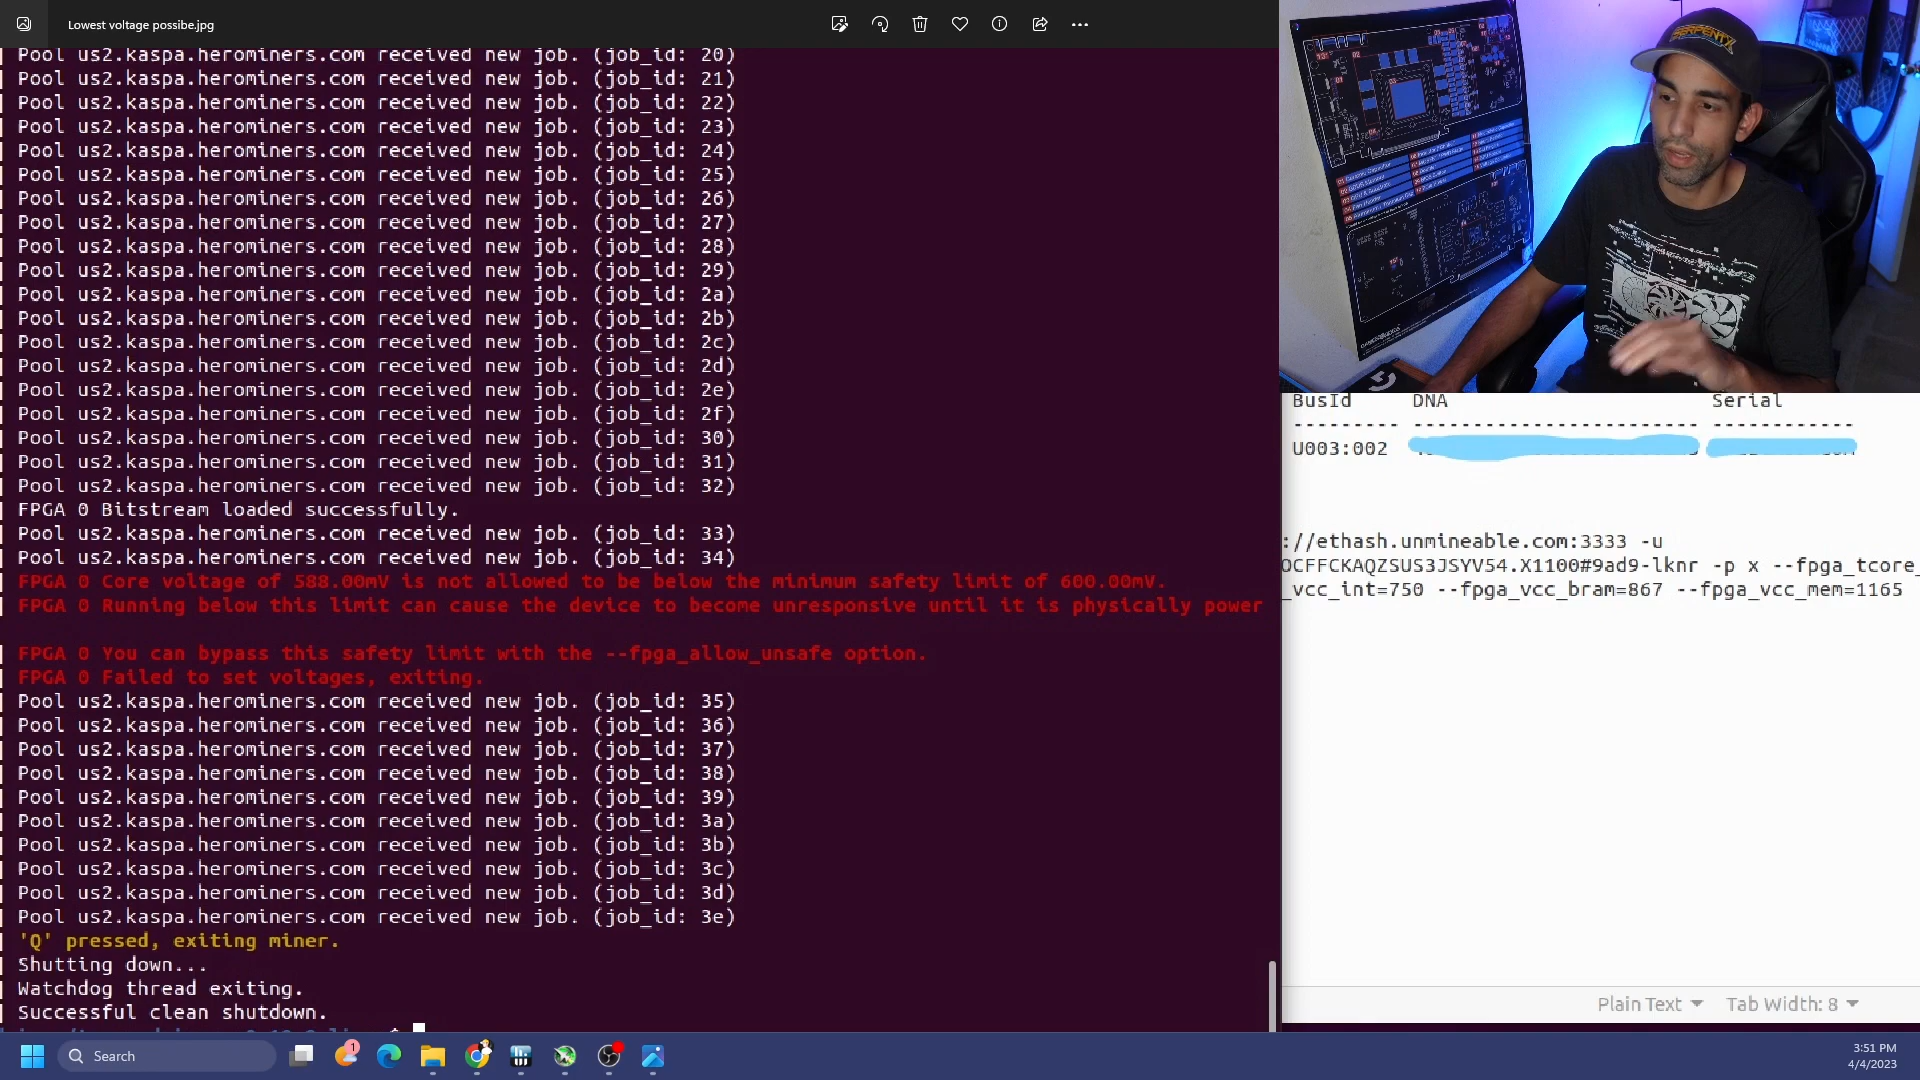 Lowest voltage possibe.jpg
Pool us2.kaspa.herominers.com received new job. (job_id: 20)
Pool us2.kaspa.herominers.com received new job. (job_id: 21)
Pool us2.kaspa.herominers.com received new job. (job_id: 22)
Pool us2.kaspa.herominers.com received new job. (job_id: 23)
Pool us2.kaspa.herominers.com received new job. (job_id: 24)
Pool us2.kaspa.herominers.com received new job. (job_id: 25)
Pool us2.kaspa.herominers.com received new job. (job_id: 26)
Pool us2.kaspa.herominers.com received new job. (job_id: 27)
Pool us2.kaspa.herominers.com received new job. (job_id: 28)
Pool us2.kaspa.herominers.com received new job. (job_id: 29)
Pool us2.kaspa.herominers.com received new job. (job_id: 2a)
Pool us2.kaspa.herominers.com received new job. (job_id: 2b)
Pool us2.kaspa.herominers.com received new job. (job_id: 2c)
Pool us2.kaspa.herominers.com received new job. (job_id: 2d)
Pool us2.kaspa.herominers.com received new job. (job_id: 2e)
Pool us2.kaspa.herominers.com received new job. (job_id: 2f)
Pool us2.kaspa.herominers.com received new job. (job_id: 30)
Pool us2.kaspa.herominers.com received new job. (job_id: 31)
Pool us2.kaspa.herominers.com received new job. (job_id: 32)
FPGA 0 Bitstream loaded successfully.
Pool us2.kaspa.herominers.com received new job. (job_id: 33)
Pool us2.kaspa.herominers.com received new job. (job_id: 34)
FPGA 0 Core voltage of 588.00mV is not allowed to be below the minimum safety limit of 600.00mV.
FPGA 0 Running below this limit can cause the device to become unresponsive until it is physically power
FPGA 0 You can bypass this safety limit with the --fpga_allow_unsafe option.
FPGA 0 Failed to set voltages, exiting.
Pool us2.kaspa.herominers.com received new job. (job_id: 35)
Pool us2.kaspa.herominers.com received new job. (job_id: 36)
Pool us2.kaspa.herominers.com received new job. (job_id: 37)
Pool us2.kaspa.herominers.com received new job. (job_id: 38)
Pool us2.kaspa.herominers.com received new job. (job_id: 39)
Pool us2.kaspa.herominers.com received new job. (job_id: 3a)
Pool us2.kaspa.herominers.com received new job. (job_id: 3b)
Pool us2.kaspa.herominers.com received new job. (job_id: 3c)
Pool us2.kaspa.herominers.com received new job. (job_id: 3d)
Pool us2.kaspa.herominers.com received new job. (job_id: 3e)
'Q' pressed, exiting miner.
Shutting down...
Watchdog thread exiting.
Successful clean shutdown.
SERPENTX
BusId DNA Serial
--------- ------------------------ ------------
U003:002
://ethash.unmineable.com:3333 -u
OCFFCKAQZSUS3JSYV54.X1100#9ad9-lknr -p x --fpga_tcore_
_vcc_int=750 --fpga_vcc_bram=867 --fpga_vcc_mem=1165
Plain Text Tab Width: 8
Search
1
3:51 PM
4/4/2023